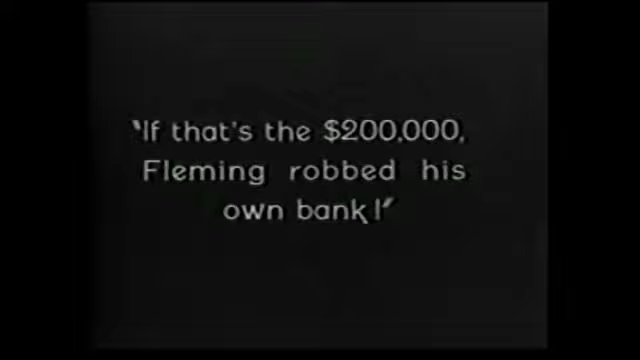 "If that's the $200,000,
Fleming robbed his
own bank!"